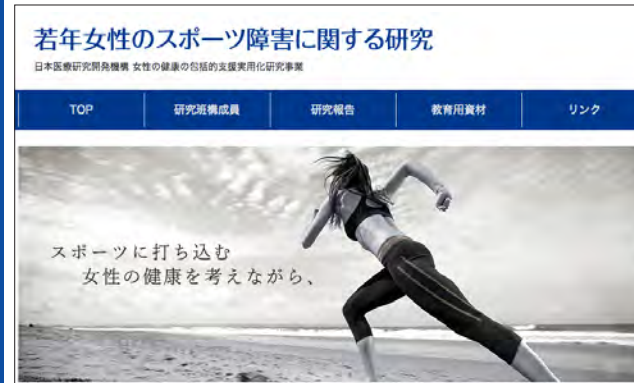 若年女性のスポーツ障害に関する研究
日本医療研究開発機構 女性の健康の包括的支援実用化研究事業
TOP
研究班構成員
研究報告
教育用資材
リンク
スポーツに打ち込む
女性の健康を考えながら、